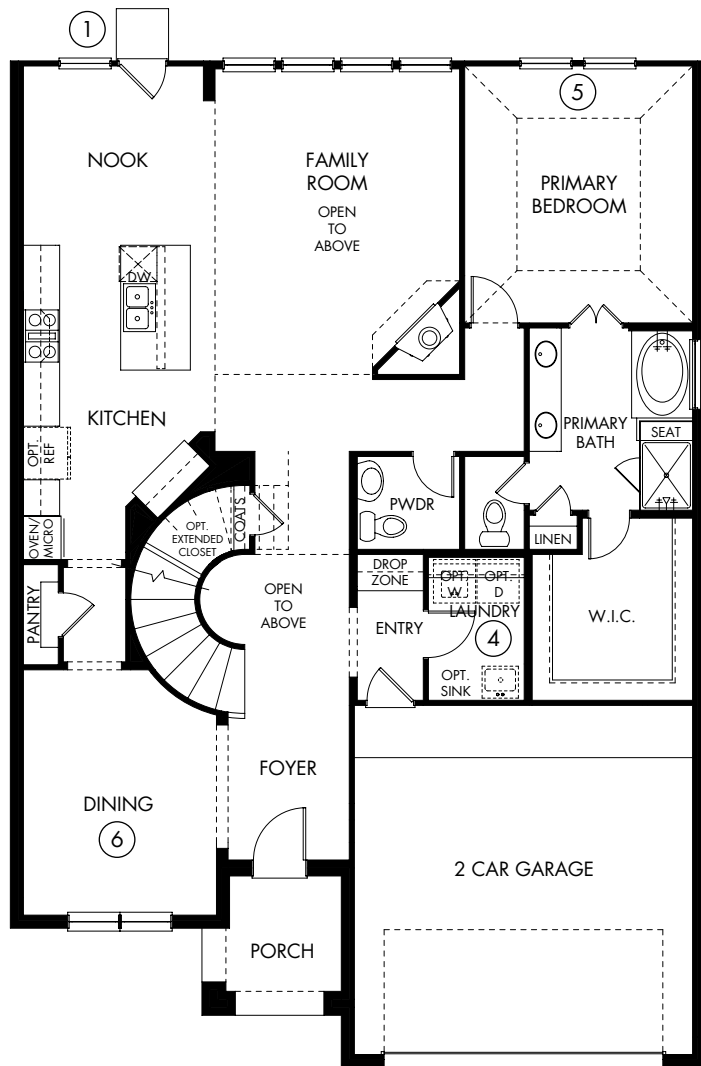 1
5
NOOK
FAMILY
ROOM
OPEN
TO
ABOVE
PRIMARY
BEDROOM
DW
KITCHEN
OPT.
REF
OVEN/
MICRO
PRIMARY
BATH
SEAT
PWDR
LINEN
COATS
OPT.
EXTENDED
CLOSET
PANTRY
OPEN
TO
ABOVE
DROP
ZONE
ENTRY
OPT.
W
OPT.
D
LAUNDRY
4
OPT.
SINK
W.I.C.
FOYER
DINING
6
2 CAR GARAGE
PORCH